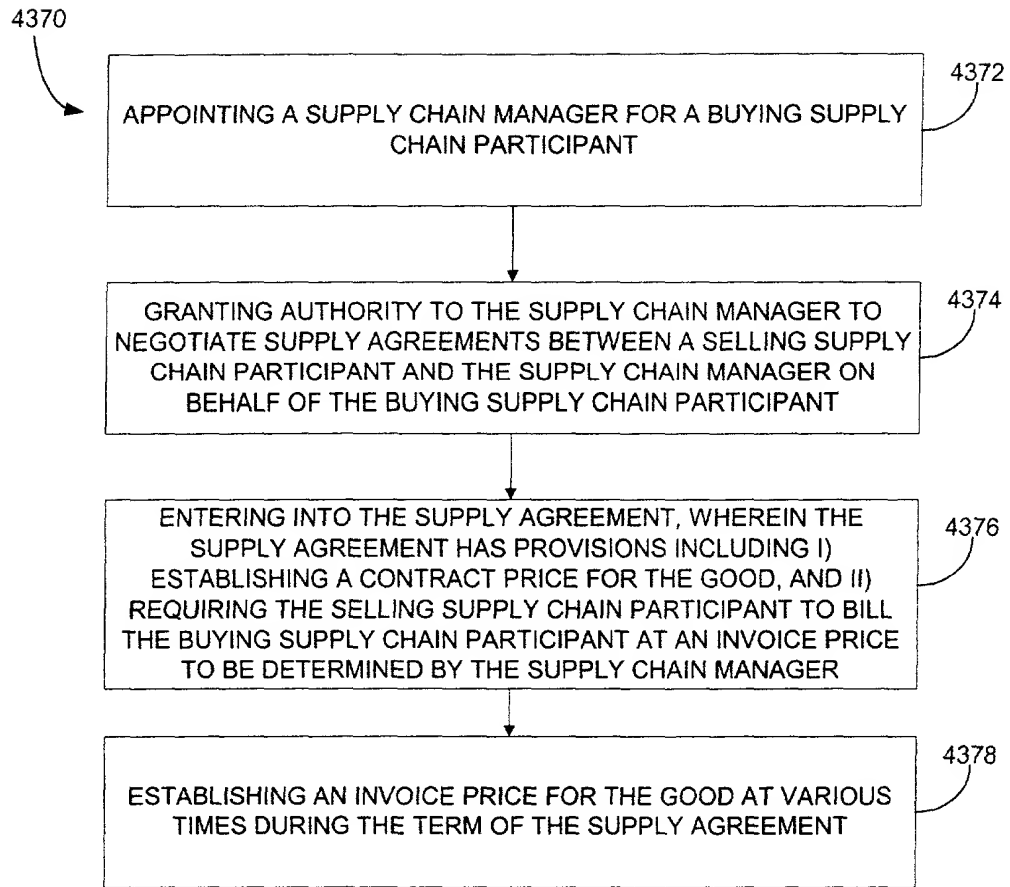 4370
4372
APPOINTING A SUPPLY CHAIN MANAGER FOR A BUYING SUPPLY
CHAIN PARTICIPANT
4374
GRANTING AUTHORITY TO THE SUPPLY CHAIN MANAGER TO
NEGOTIATE SUPPLY AGREEMENTS BETWEEN A SELLING SUPPLY
CHAIN PARTICIPANT AND THE SUPPLY CHAIN MANAGER ON
BEHALF OF THE BUYING SUPPLY CHAIN PARTICIPANT
4376
ENTERING INTO THE SUPPLY AGREEMENT, WHEREIN THE
SUPPLY AGREEMENT HAS PROVISIONS INCLUDING I)
ESTABLISHING A CONTRACT PRICE FOR THE GOOD, AND II)
REQUIRING THE SELLING SUPPLY CHAIN PARTICIPANT TO BILL
THE BUYING SUPPLY CHAIN PARTICIPANT AT AN INVOICE PRICE
TO BE DETERMINED BY THE SUPPLY CHAIN MANAGER
4378
ESTABLISHING AN INVOICE PRICE FOR THE GOOD AT VARIOUS
TIMES DURING THE TERM OF THE SUPPLY AGREEMENT